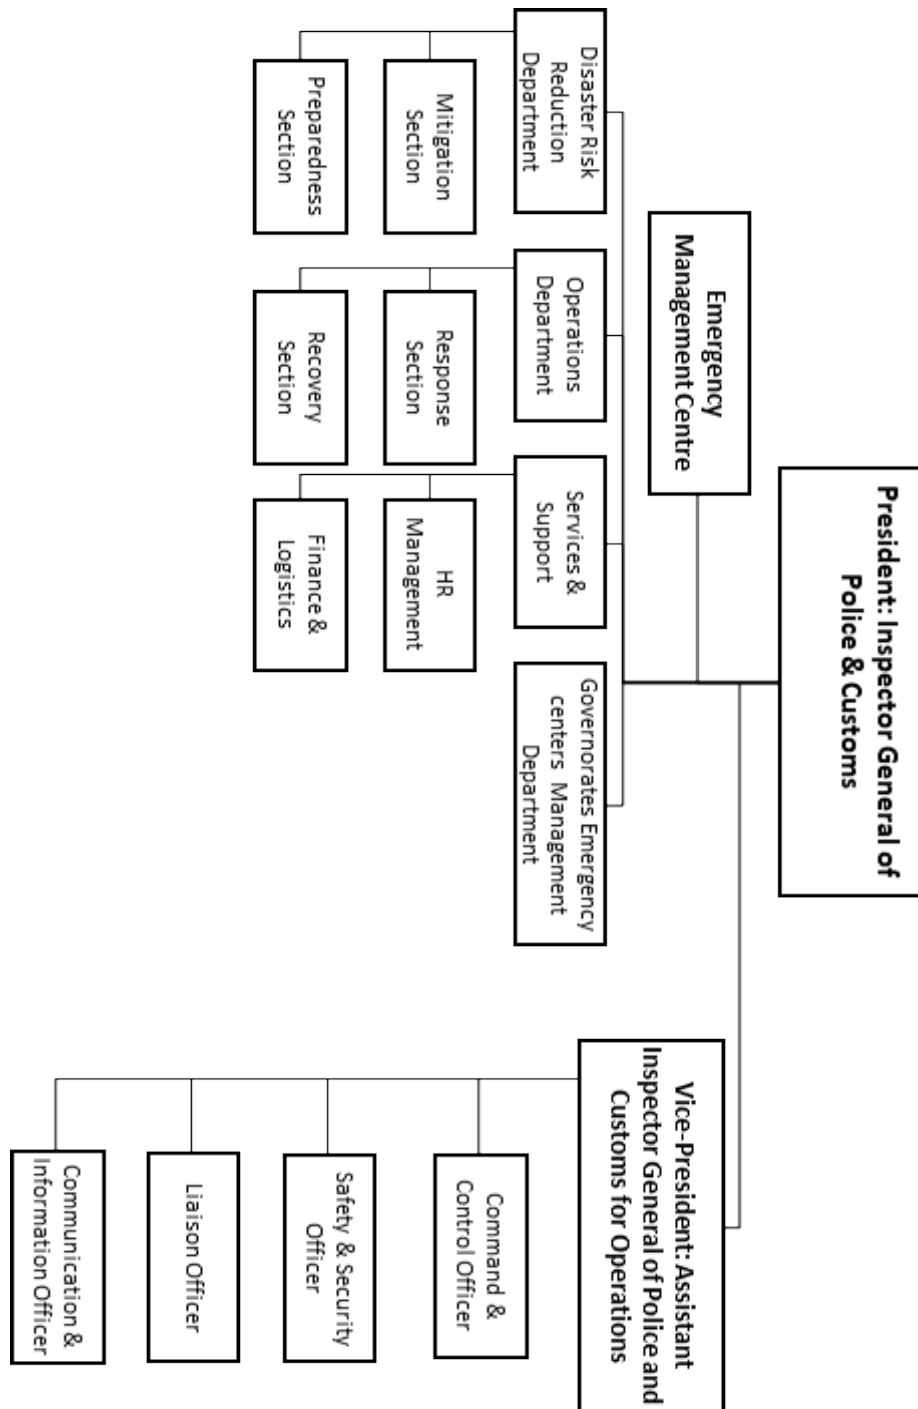 President: Inspector General of
Police & Customs
Emergency
Management Centre
Vice-President: Assistant
Inspector General of Police and
Customs for Operations
Disaster Risk
Reduction
Department
Mitigation
Section
Preparedness
Section
Operations
Department
Response
Section
Recovery
Section
Services &
Support
HR
Management
Finance &
Logistics
Governorates Emergency
centers Management
Department
Command &
Control Officer
Safety & Security
Officer
Liaison Officer
Communication &
Information Officer